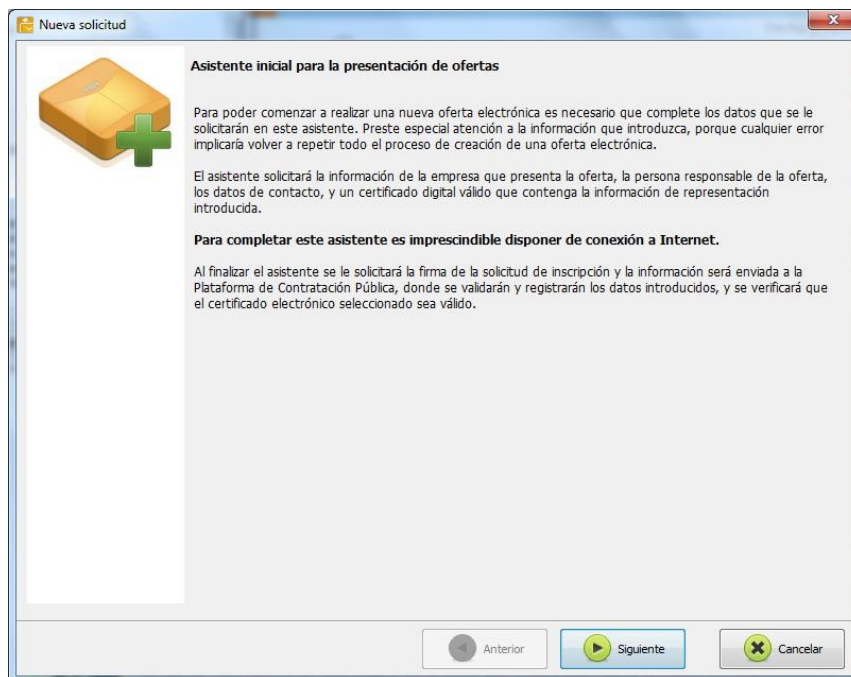 Nueva solicitud
Asistente inicial para la presentación de ofertas
Para poder comenzar a realizar una nueva oferta electrónica es necesario que complete los datos que se le
solicitarán en este asistente. Preste especial atención a la información que introduzca, porque cualquier error
implicaría volver a repetir todo el proceso de creación de una oferta electrónica.
El asistente solicitará la información de la empresa que presenta la oferta, la persona responsable de la oferta,
los datos de contacto, y un certificado digital válido que contenga la información de representación
introducida.
Para completar este asistente es imprescindible disponer de conexión a Internet.
Al finalizar el asistente se le solicitará la firma de la solicitud de inscripción y la información será enviada a la
Plataforma de Contratación Pública, donde se validarán y registrarán los datos introducidos, y se verificará que
el certificado electrónico seleccionado sea válido.
Anterior
Siguiente
Cancelar